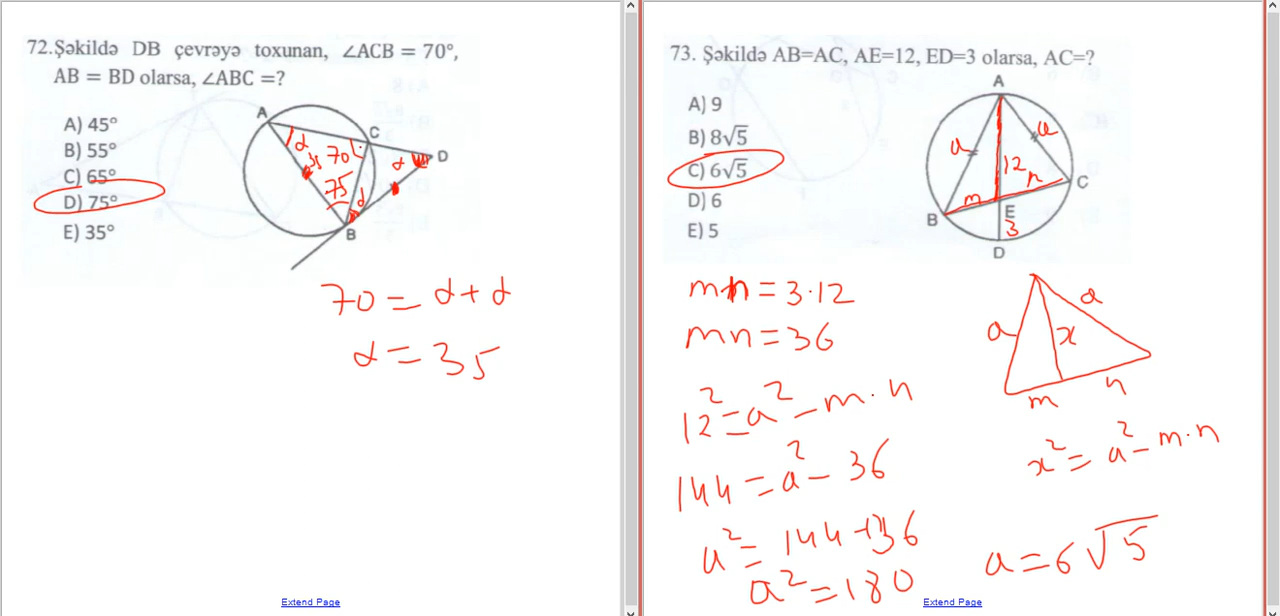 72.Şəkildə DB çevrəyə toxunan, ∠ACB = 70°,
AB = BD olarsa, ∠ABC =?
A) 45°
B) 55°
C) 65°
D) 75°
E) 35°
A
C
D
B
α
35
70
α
75
α
70 = α + α
α = 35
Extend Page
73. Şəkildə AB=AC, AE=12, ED=3 olarsa, AC=?
A) 9
B) 8√5
C) 6√5
D) 6
E) 5
A
a
a
12
n
m
C
B
E
3
D
mn = 3·12
mn = 36
12² = a² − m·n
144 = a² − 36
a² = 144 + 36
a² = 180
a
a
x
m
n
x² = a² − m·n
a = 6√5
Extend Page